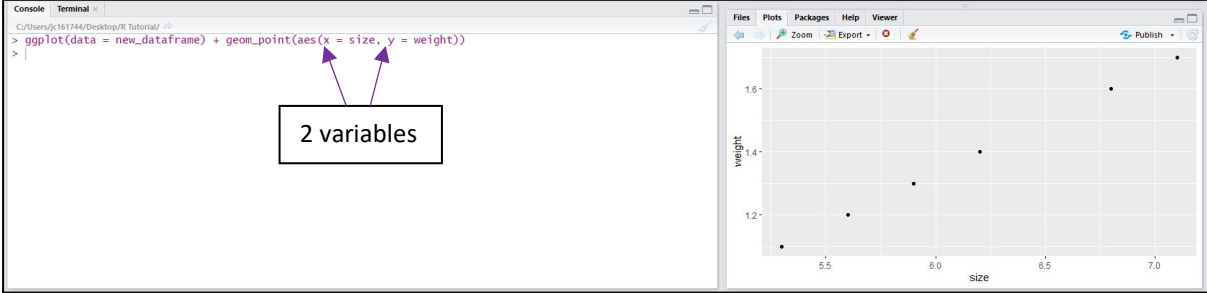 Console Terminal ×
C:/Users/jc161744/Desktop/R Tutorial/
> ggplot(data = new_dataframe) + geom_point(aes(x = size, y = weight))
>
2 variables
Files Plots Packages Help Viewer
Zoom Export Publish
1.6
1.4
1.2
weight
5.5 6.0 6.5 7.0
size